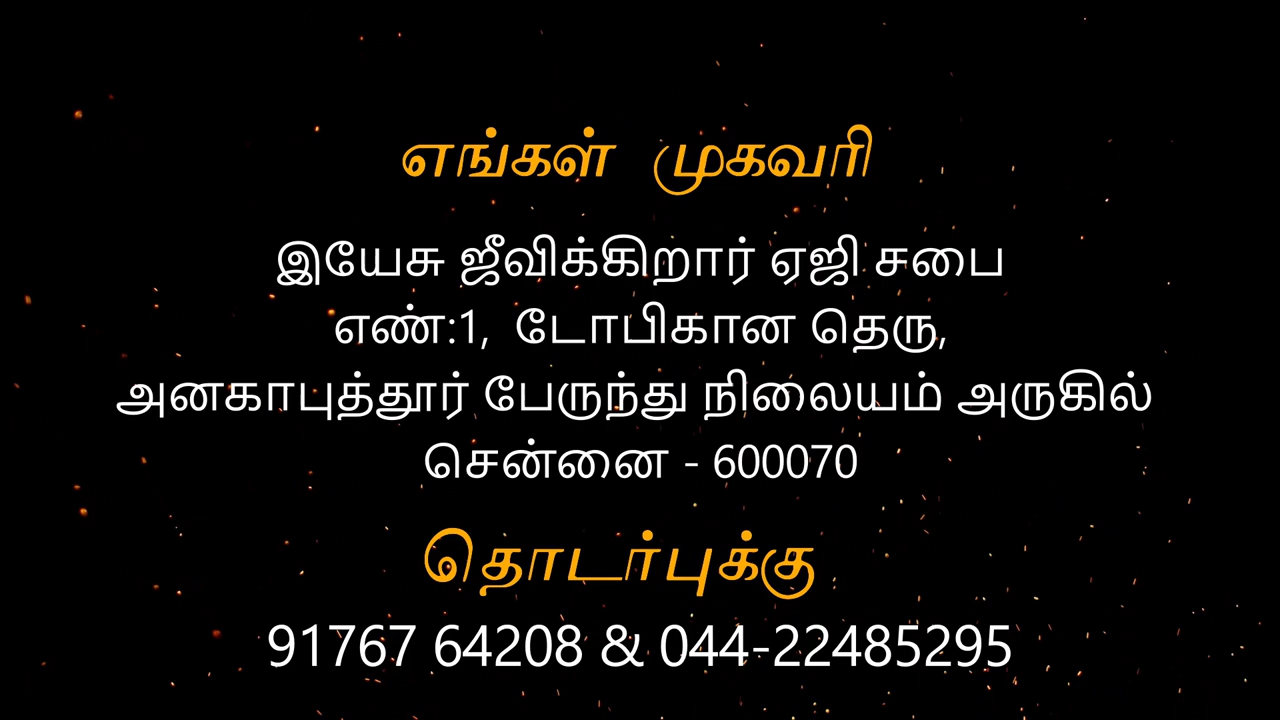 எங்கள் முகவரி
இயேசு ஜீவிக்கிறார் ஏஜி சபை
எண்:1, டோபிகான தெரு,
அனகாபுத்தூர் பேருந்து நிலையம் அருகில்
சென்னை - 600070
தொடர்புக்கு
91767 64208 & 044-22485295